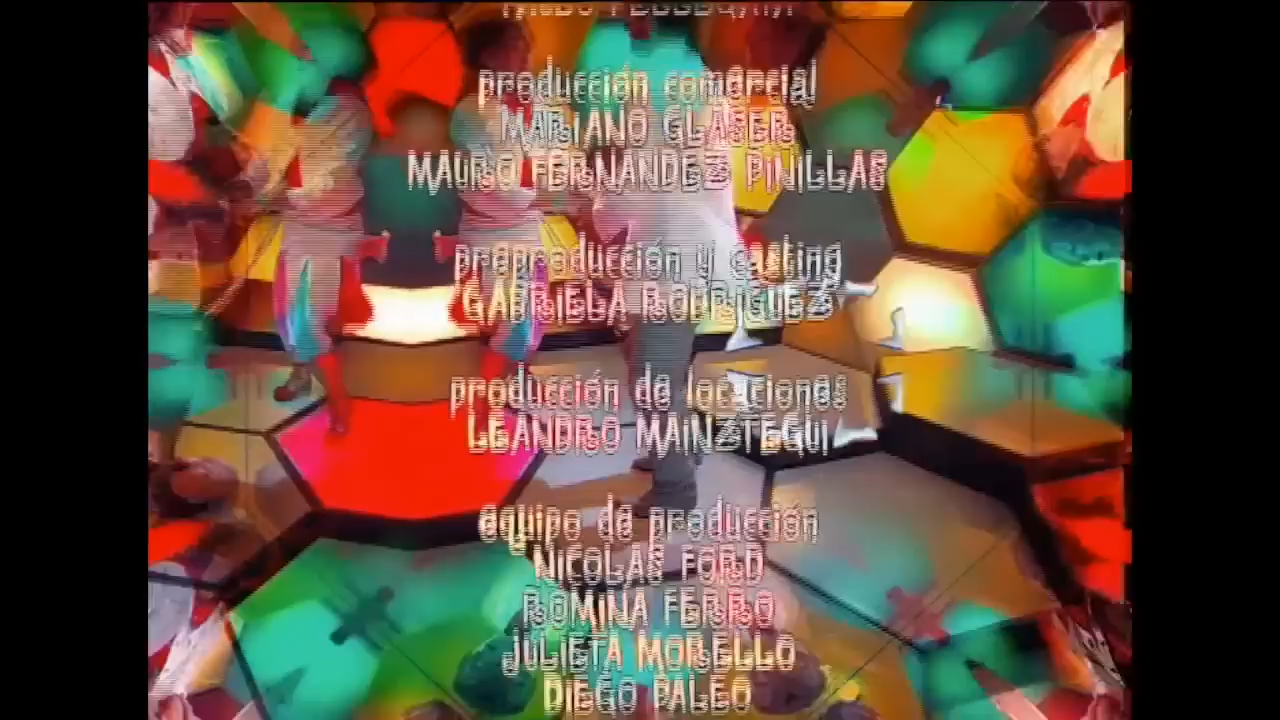 producción comercial
MARIANO GLASER
MAURO FERNANDEZ PINILLAS
preproducción y casting
GABRIELA RODRIGUEZ
producción de locaciones
LEANDRO MAINZTEGUI
equipo de producción
NICOLAS FORD
ROMINA FERRO
JULIETA MORELLO
DIEGO PALEO